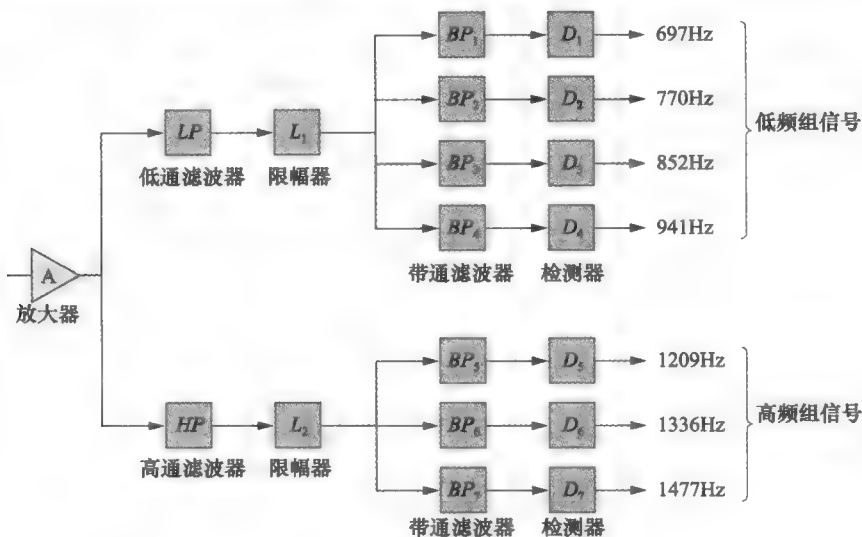 BP₁ D₁ 697Hz
BP₂ D₂ 770Hz
低频组信号
LP L₁
低通滤波器 限幅器
BP₃ D₃ 852Hz
BP₄ D₄ 941Hz
带通滤波器 检测器
A
放大器
BP₅ D₅ 1209Hz
HP L₂
高通滤波器 限幅器
BP₆ D₆ 1336Hz
高频组信号
BP₇ D₇ 1477Hz
带通滤波器 检测器